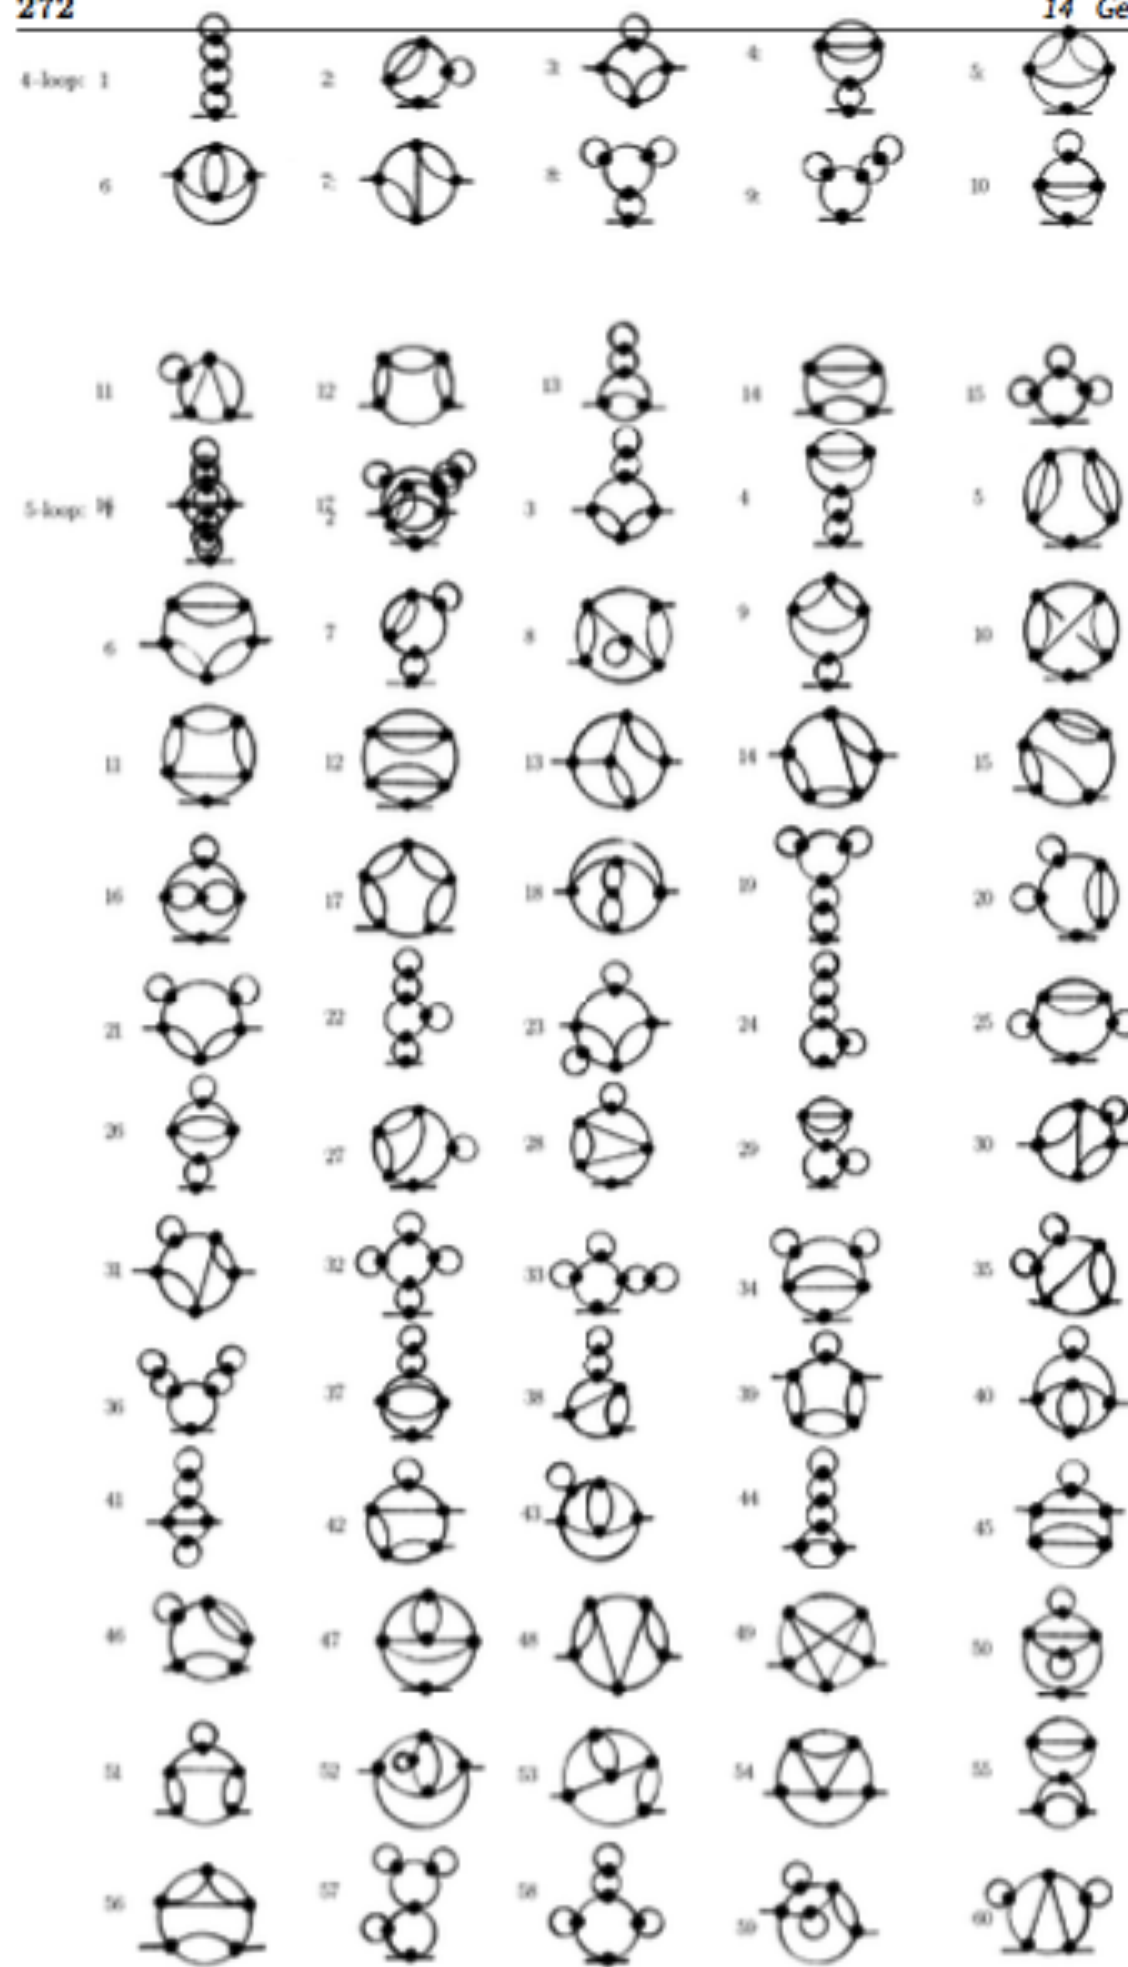 272
14 Ge
4-loop: 1 2: 3: 4: 5:
6 7: 8: 9: 10
11 12 13 14 15
5-loop: 3 4 5
6 7 8 9 10
11 12 13 14 15
16 17 18 19 20
21 22 23 24 25
26 27 28 29 30
31 32 33 34 35
36 37 38 39 40
41 42 43 44 45
46 47 48 49 50
51 52 53 54 55
56 57 58 59 60